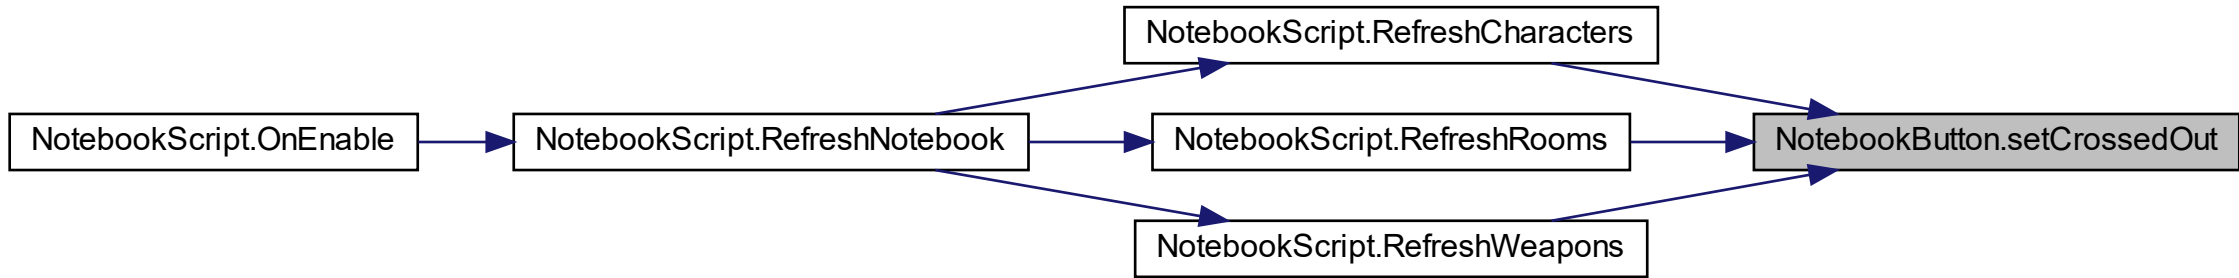 NotebookScript.RefreshCharacters
NotebookScript.OnEnable
NotebookScript.RefreshNotebook
NotebookScript.RefreshRooms
NotebookButton.setCrossedOut
NotebookScript.RefreshWeapons